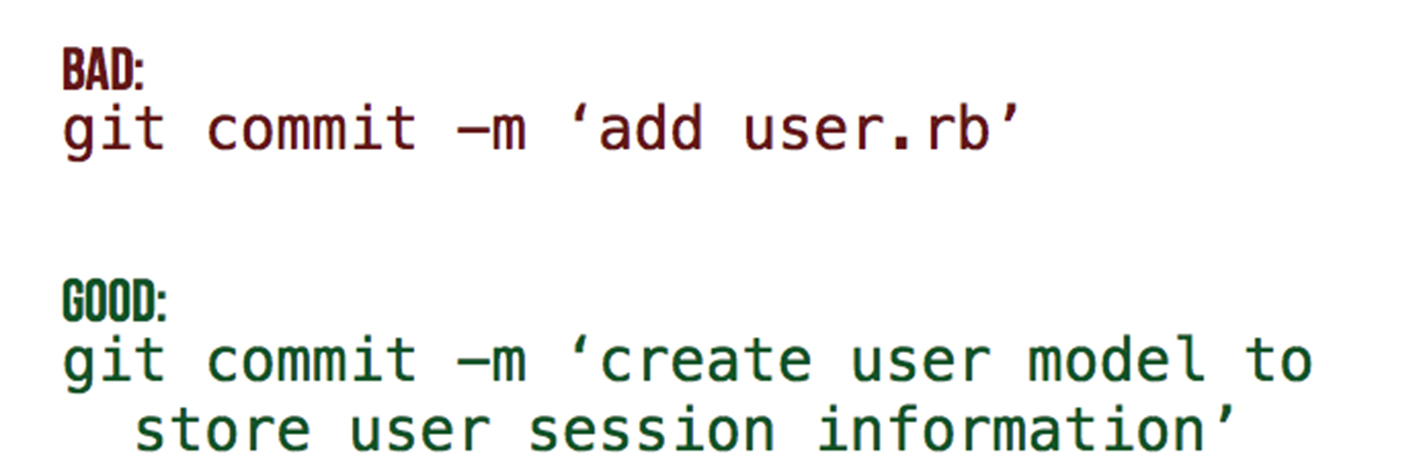 BAD:
git commit –m ‘add user.rb’
GOOD:
git commit –m ‘create user model to
store user session information’